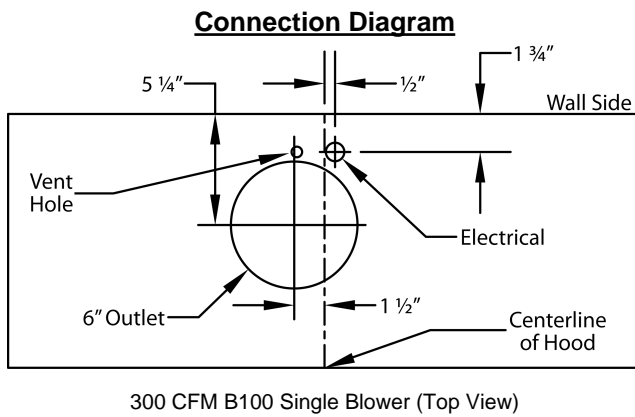 Connection Diagram
1 ¾”
5 ¼”
½”
Wall Side
Vent
Hole
Electrical
6” Outlet
1 ½”
Centerline
of Hood
300 CFM B100 Single Blower (Top View)